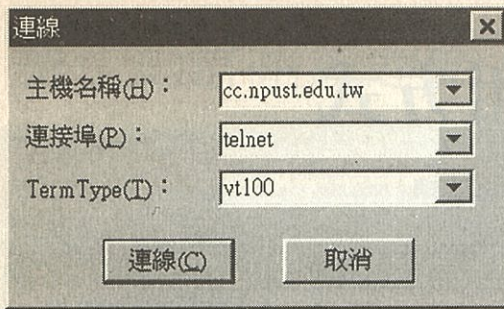 連線
主機名稱(H)： cc.npust.edu.tw
連接埠(P)： telnet
TermType(T)： vt100
連線(C) 取消